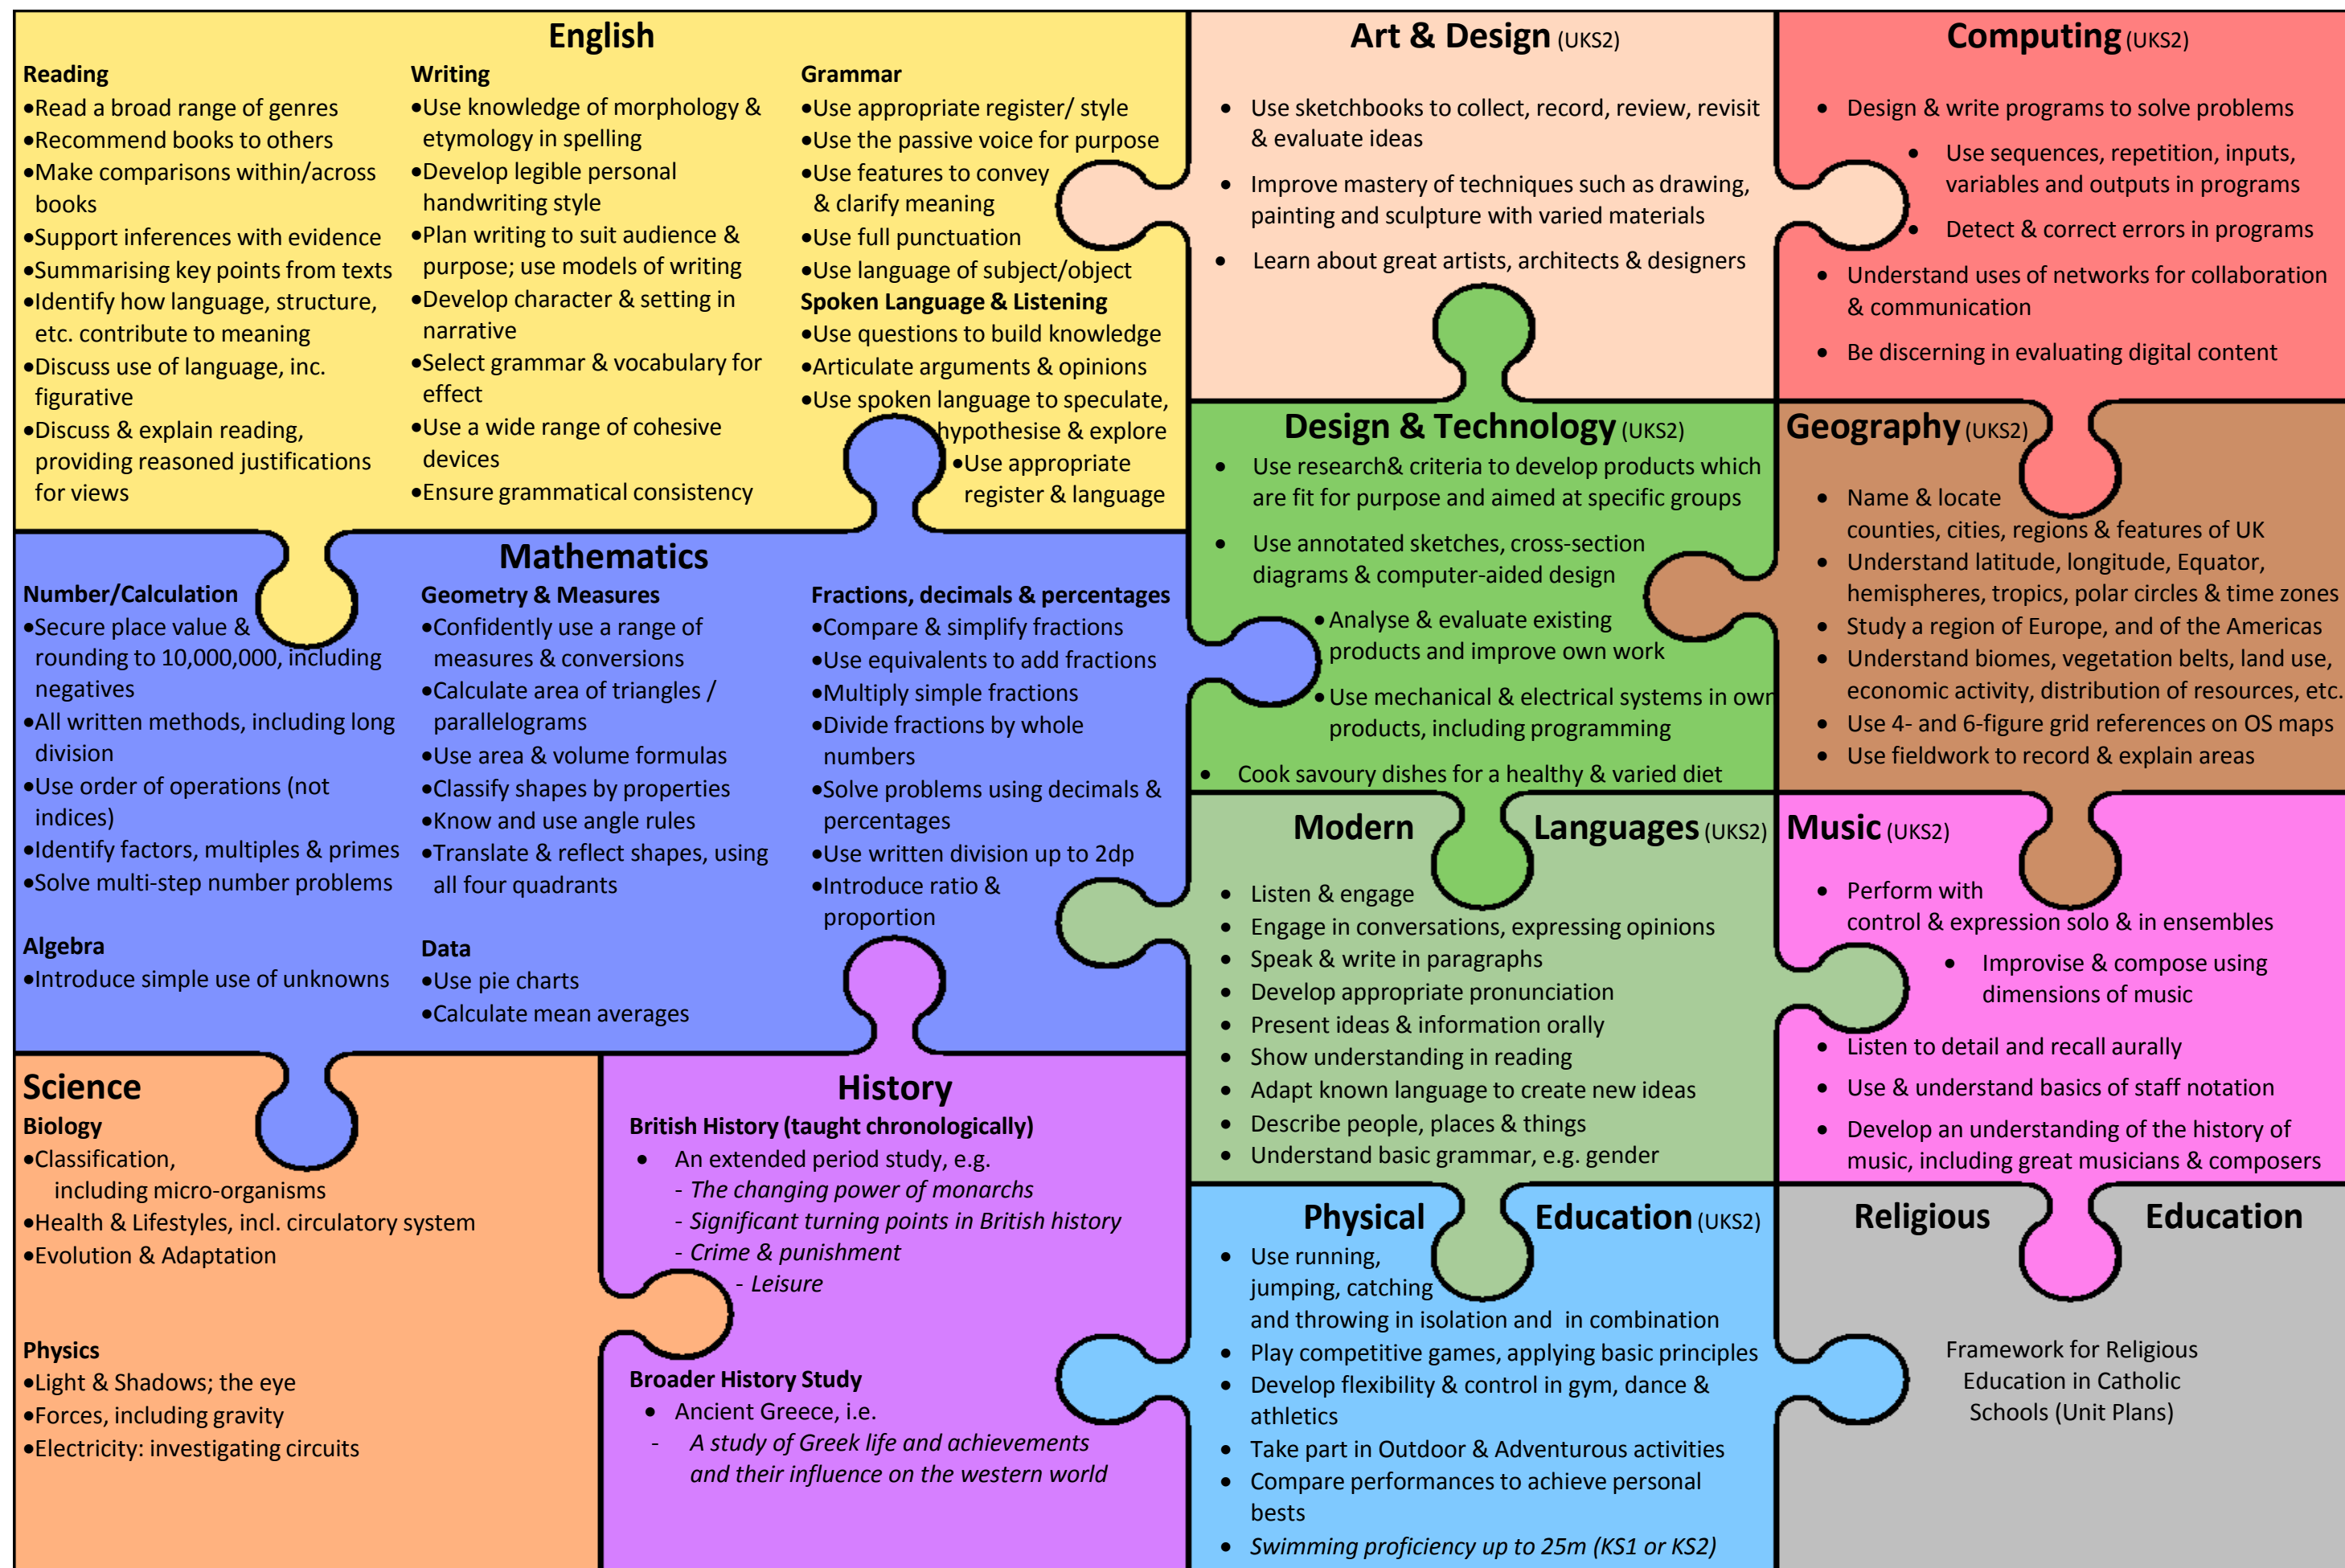 English
Reading
•Read a broad range of genres
•Recommend books to others
•Make comparisons within/across
books
•Support inferences with evidence
•Summarising key points from texts
•Identify how language, structure,
etc. contribute to meaning
•Discuss use of language, inc.
figurative
•Discuss & explain reading,
providing reasoned justifications
for views
Writing
•Use knowledge of morphology &
etymology in spelling
•Develop legible personal
handwriting style
•Plan writing to suit audience &
purpose; use models of writing
•Develop character & setting in
narrative
•Select grammar & vocabulary for
effect
•Use a wide range of cohesive
devices
•Ensure grammatical consistency
Grammar
•Use appropriate register/ style
•Use the passive voice for purpose
•Use features to convey
& clarify meaning
•Use full punctuation
•Use language of subject/object
Spoken Language & Listening
•Use questions to build knowledge
•Articulate arguments & opinions
•Use spoken language to speculate,
hypothesise & explore
•Use appropriate
register & language
Art & Design (UKS2)
• Use sketchbooks to collect, record, review, revisit
& evaluate ideas
• Improve mastery of techniques such as drawing,
painting and sculpture with varied materials
• Learn about great artists, architects & designers
Computing (UKS2)
• Design & write programs to solve problems
• Use sequences, repetition, inputs,
variables and outputs in programs
• Detect & correct errors in programs
• Understand uses of networks for collaboration
& communication
• Be discerning in evaluating digital content
Mathematics
Number/Calculation
•Secure place value &
rounding to 10,000,000, including
negatives
•All written methods, including long
division
•Use order of operations (not
indices)
•Identify factors, multiples & primes
•Solve multi-step number problems
Algebra
•Introduce simple use of unknowns
Geometry & Measures
•Confidently use a range of
measures & conversions
•Calculate area of triangles /
parallelograms
•Use area & volume formulas
•Classify shapes by properties
•Know and use angle rules
•Translate & reflect shapes, using
all four quadrants
Data
•Use pie charts
•Calculate mean averages
Fractions, decimals & percentages
•Compare & simplify fractions
•Use equivalents to add fractions
•Multiply simple fractions
•Divide fractions by whole
numbers
•Solve problems using decimals &
percentages
•Use written division up to 2dp
•Introduce ratio &
proportion
Design & Technology (UKS2)
• Use research& criteria to develop products which
are fit for purpose and aimed at specific groups
• Use annotated sketches, cross-section
diagrams & computer-aided design
• Analyse & evaluate existing
products and improve own work
• Use mechanical & electrical systems in own
products, including programming
• Cook savoury dishes for a healthy & varied diet
Geography (UKS2)
• Name & locate
counties, cities, regions & features of UK
• Understand latitude, longitude, Equator,
hemispheres, tropics, polar circles & time zones
• Study a region of Europe, and of the Americas
• Understand biomes, vegetation belts, land use,
economic activity, distribution of resources, etc.
• Use 4- and 6-figure grid references on OS maps
• Use fieldwork to record & explain areas
Modern Languages (UKS2)
• Listen & engage
• Engage in conversations, expressing opinions
• Speak & write in paragraphs
• Develop appropriate pronunciation
• Present ideas & information orally
• Show understanding in reading
• Adapt known language to create new ideas
• Describe people, places & things
• Understand basic grammar, e.g. gender
Music (UKS2)
• Perform with
control & expression solo & in ensembles
• Improvise & compose using
dimensions of music
• Listen to detail and recall aurally
• Use & understand basics of staff notation
• Develop an understanding of the history of
music, including great musicians & composers
Science
Biology
•Classification,
including micro-organisms
•Health & Lifestyles, incl. circulatory system
•Evolution & Adaptation
Physics
•Light & Shadows; the eye
•Forces, including gravity
•Electricity: investigating circuits
History
British History (taught chronologically)
• An extended period study, e.g.
- The changing power of monarchs
- Significant turning points in British history
- Crime & punishment
- Leisure
Broader History Study
• Ancient Greece, i.e.
- A study of Greek life and achievements
and their influence on the western world
Physical Education (UKS2)
• Use running,
jumping, catching
and throwing in isolation and in combination
• Play competitive games, applying basic principles
• Develop flexibility & control in gym, dance &
athletics
• Take part in Outdoor & Adventurous activities
• Compare performances to achieve personal
bests
• Swimming proficiency up to 25m (KS1 or KS2)
Religious Education
Framework for Religious
Education in Catholic
Schools (Unit Plans)